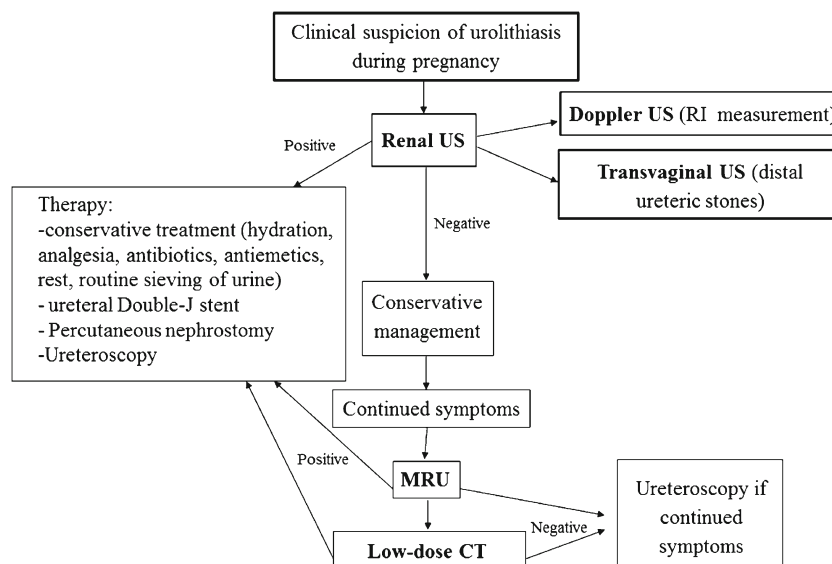 Clinical suspicion of urolithiasis
during pregnancy
Doppler US (RI measurement)
Renal US
Positive
Transvaginal US (distal
ureteric stones)
Therapy:
-conservative treatment (hydration,
analgesia, antibiotics, antiemetics,
rest, routine sieving of urine)
- ureteral Double-J stent
- Percutaneous nephrostomy
-Ureteroscopy
Negative
Conservative
management
Continued symptoms
Positive
MRU
Ureteroscopy if
continued
symptoms
Negative
Low-dose CT